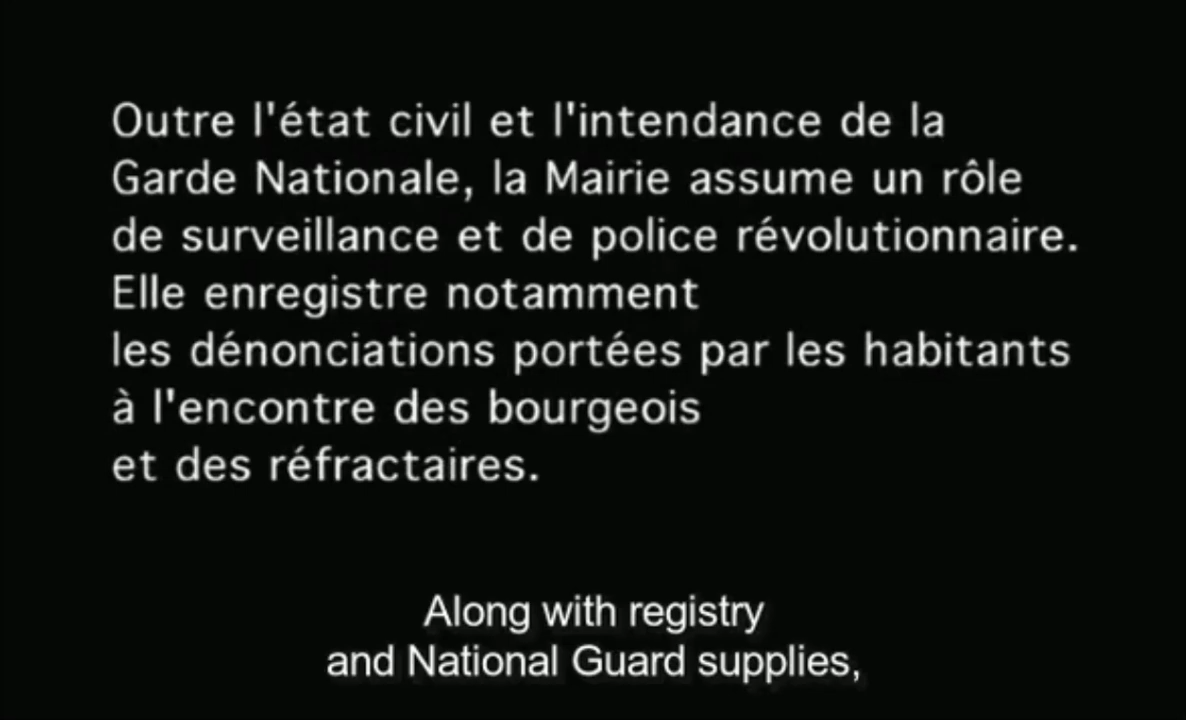 Outre l'état civil et l'intendance de la
Garde Nationale, la Mairie assume un rôle
de surveillance et de police révolutionnaire.
Elle enregistre notamment
les dénonciations portées par les habitants
à l'encontre des bourgeois
et des réfractaires.
Along with registry
and National Guard supplies,